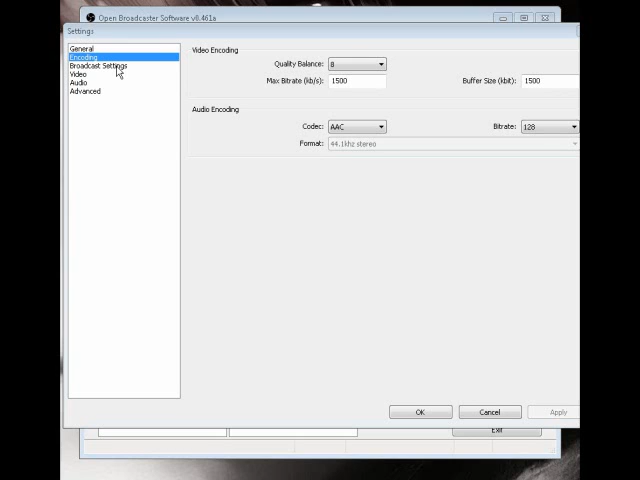 Open Broadcaster Software v0.461a
Settings
General
Encoding
Broadcast Settings
Video
Audio
Advanced
Video Encoding
Quality Balance: 8
Max Bitrate (kb/s): 1500 Buffer Size (kbit): 1500
Audio Encoding
Codec: AAC Bitrate: 128
Format: 44.1khz stereo
OK Cancel Apply
Exit